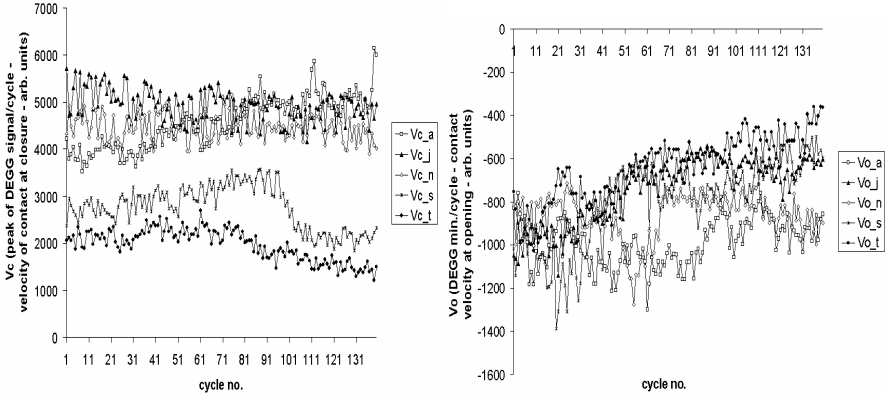 Vc (peak of DEGG signal/cycle -
velocity of contact at closure - arb. units)
7000
6000
5000
4000
3000
2000
1000
0
1 11 21 31 41 51 61 71 81 91 101 111 121 131
cycle no.
Vc_a
Vc_j
Vc_n
Vc_s
Vc_t
Vo (DEGG min./cycle - contact
velocity at opening - arb. units)
0
-200
-400
-600
-800
-1000
-1200
-1400
-1600
1 11 21 31 41 51 61 71 81 91 101 111 121 131
cycle no.
Vo_a
Vo_j
Vo_n
Vo_s
Vo_t